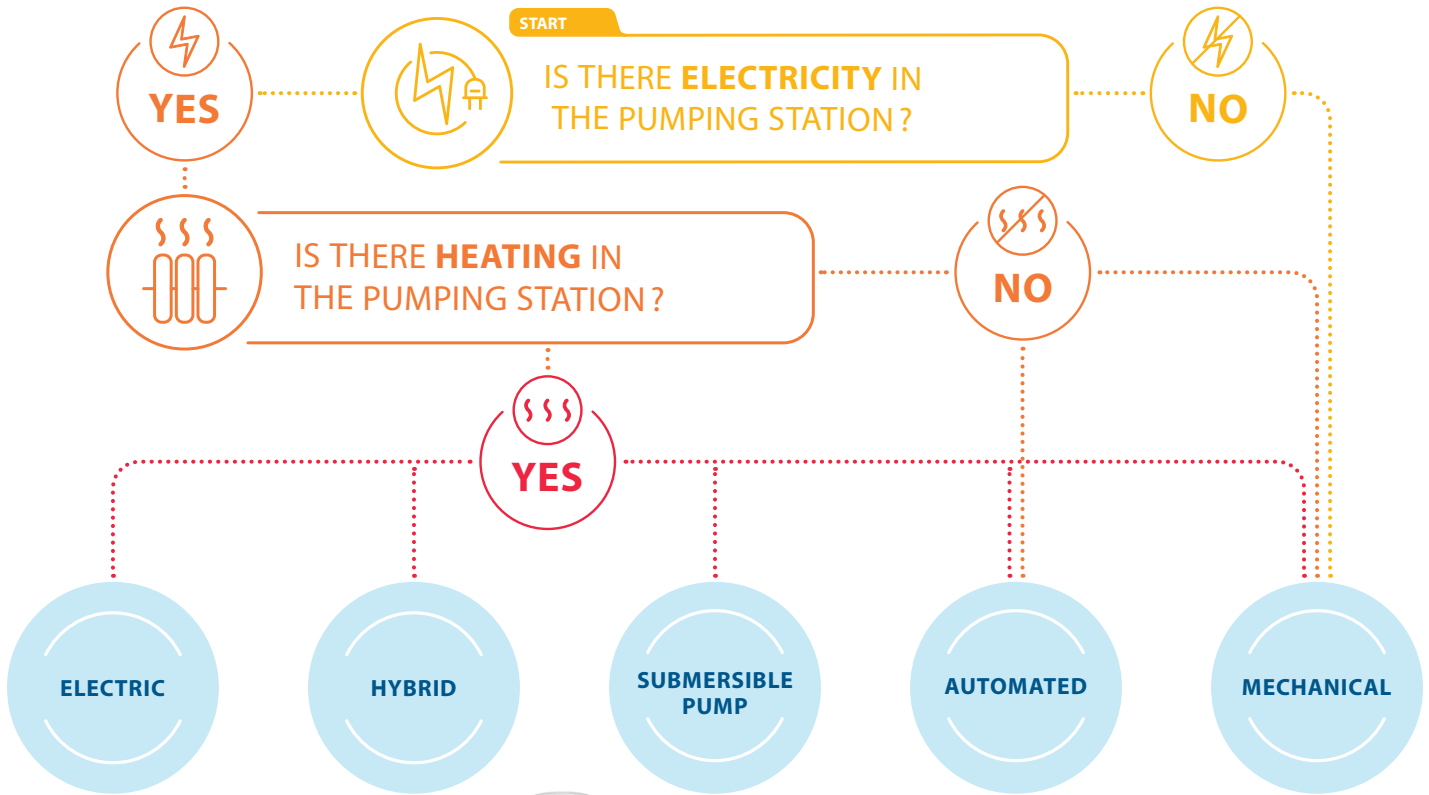 START
YES
IS THERE ELECTRICITY IN
THE PUMPING STATION ?
NO
IS THERE HEATING IN
THE PUMPING STATION ?
NO
YES
ELECTRIC
HYBRID
SUBMERSIBLE
PUMP
AUTOMATED
MECHANICAL